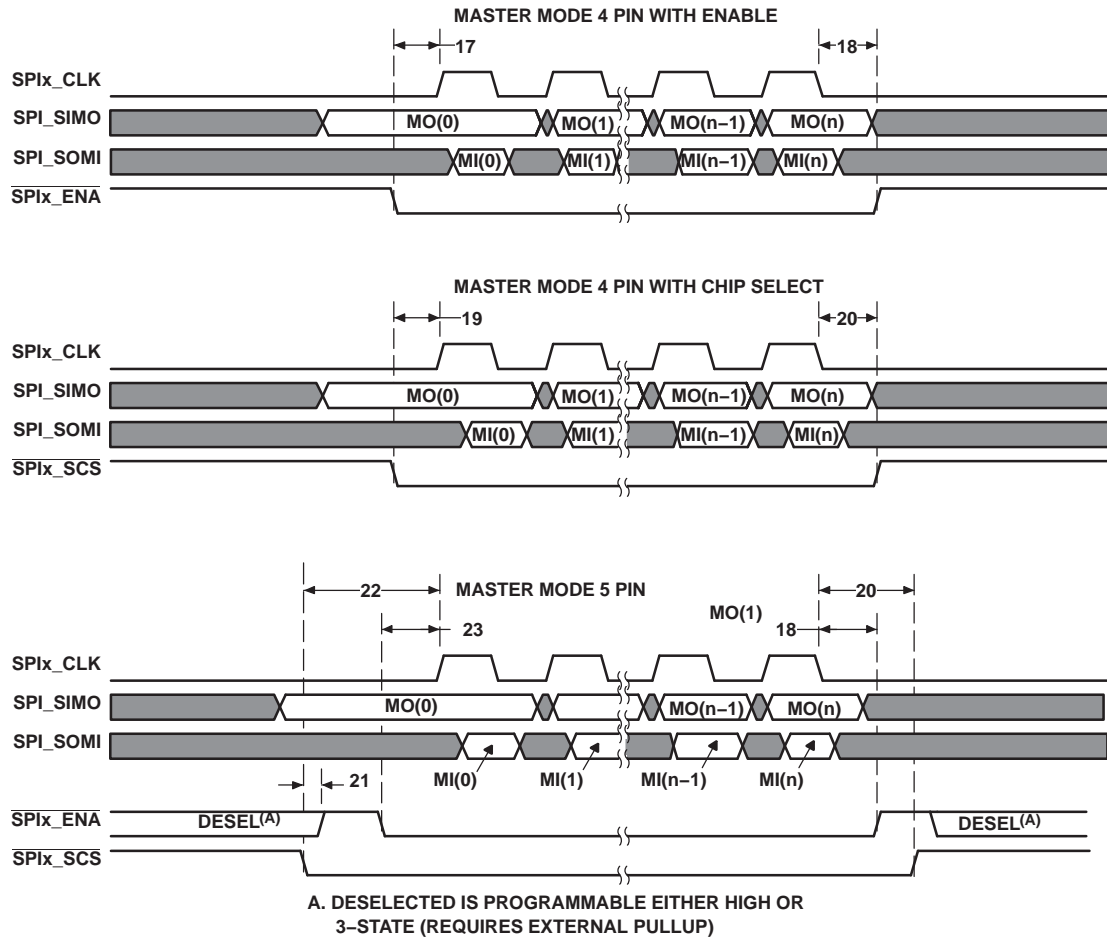 MASTER MODE 4 PIN WITH ENABLE
17
18
SPIx_CLK
SPI_SIMO
MO(0)
MO(1)
MO(n−1)
MO(n)
SPI_SOMI
MI(0)
MI(1)
MI(n−1)
MI(n)
SPIx_ENA
MASTER MODE 4 PIN WITH CHIP SELECT
19
20
SPIx_CLK
SPI_SIMO
MO(0)
MO(1)
MO(n−1)
MO(n)
SPI_SOMI
MI(0)
MI(1)
MI(n−1)
MI(n)
SPIx_SCS
22
MASTER MODE 5 PIN
20
MO(1)
23
18
SPIx_CLK
SPI_SIMO
MO(0)
MO(n−1)
MO(n)
SPI_SOMI
21
MI(0)
MI(1)
MI(n−1)
MI(n)
SPIx_ENA
DESEL(A)
DESEL(A)
SPIx_SCS
A. DESELECTED IS PROGRAMMABLE EITHER HIGH OR
3−STATE (REQUIRES EXTERNAL PULLUP)